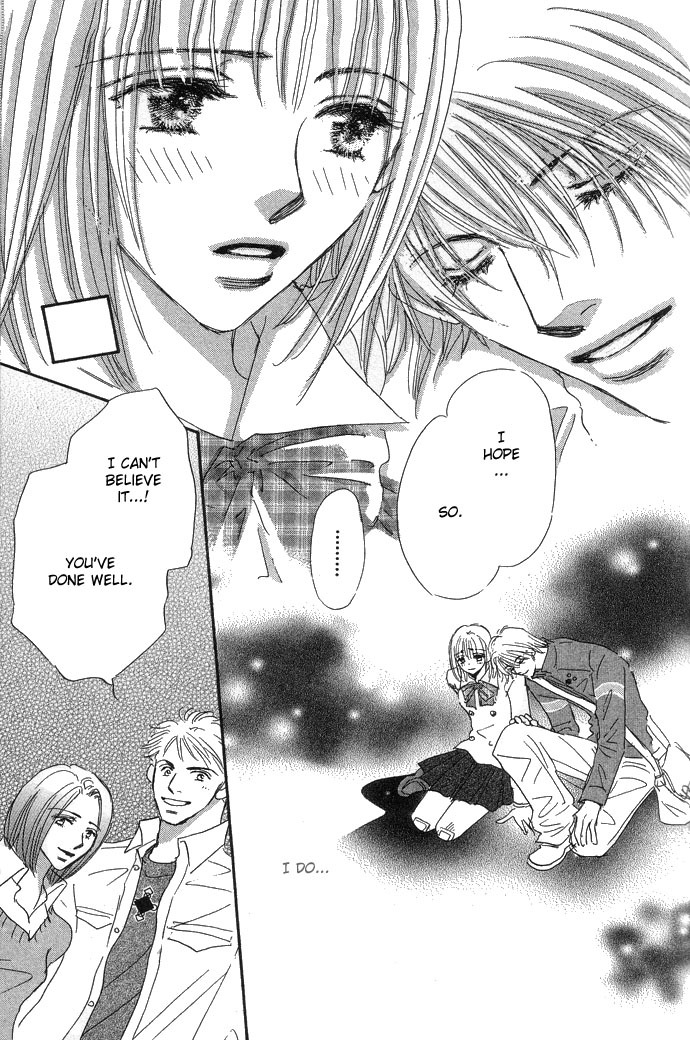 I
HOPE
...
SO.
.........
I CAN'T
BELIEVE
IT...!
YOU'VE
DONE WELL.
I DO...